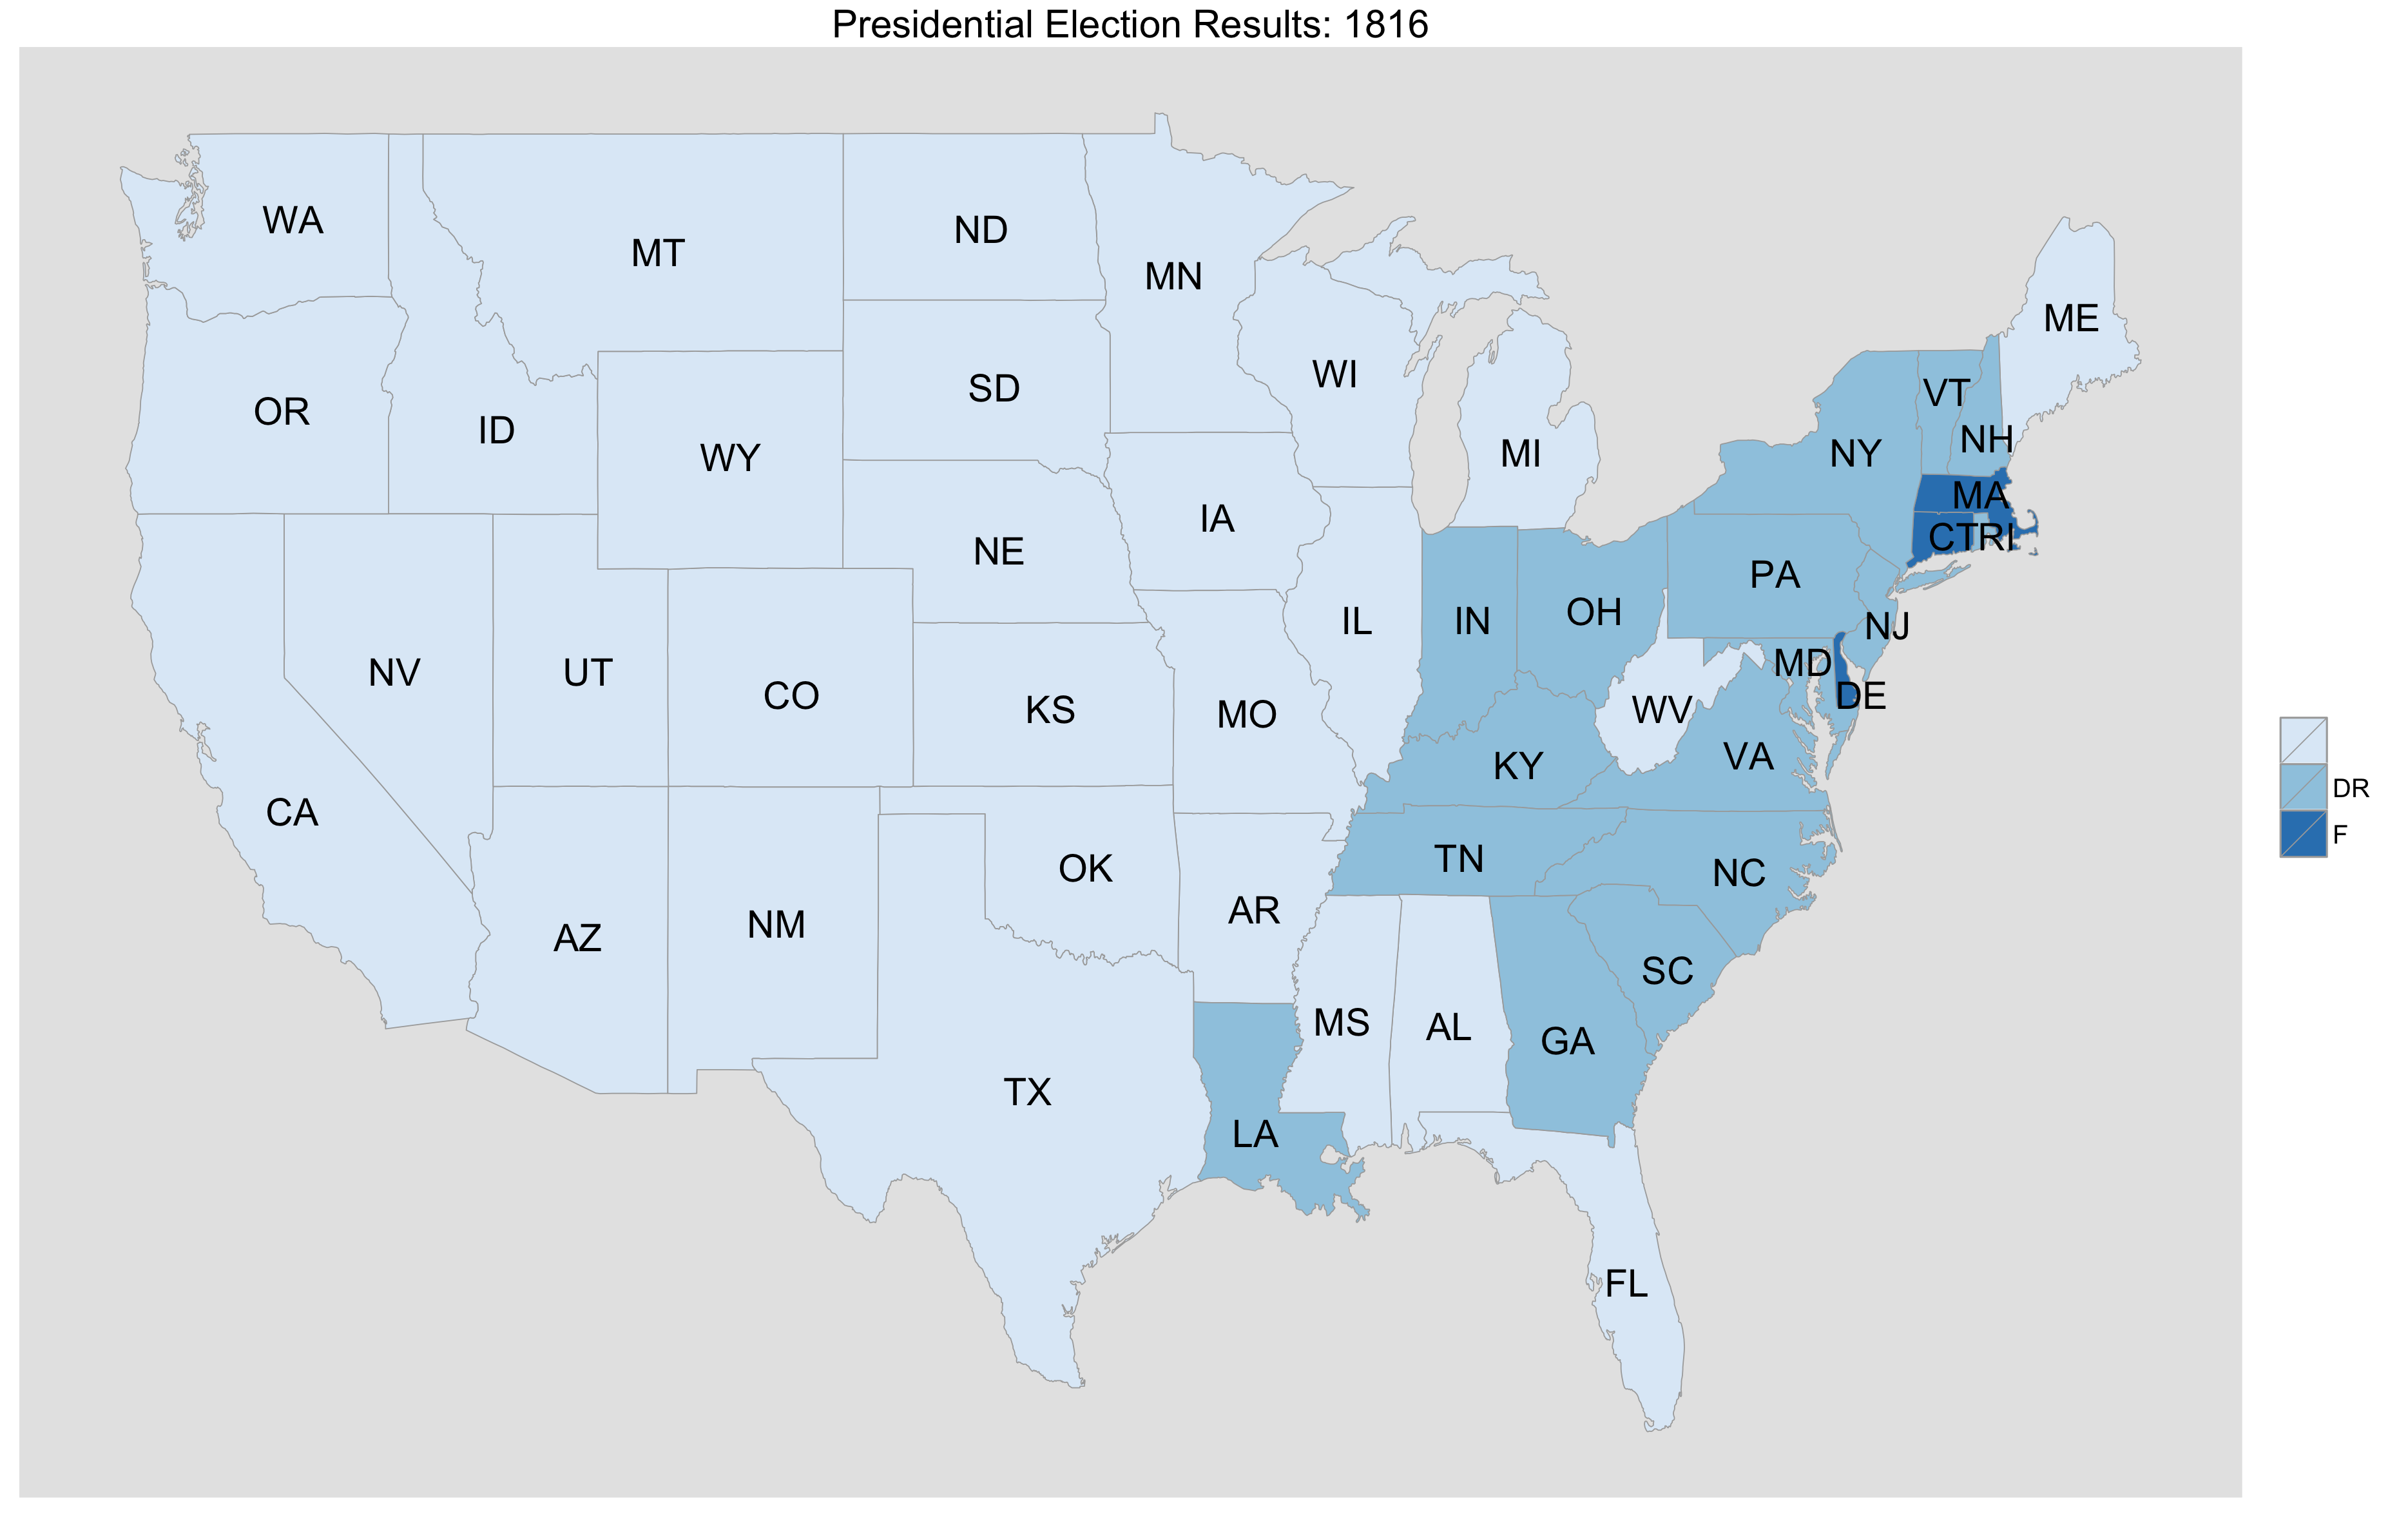 Presidential Election Results: 1816
WA
MT
ND
MN
ME
OR
ID
SD
WI
VT
WY
MI
NY
NH
NE
IA
MA
CT
RI
NV
UT
CO
KS
MO
IL
IN
OH
PA
NJ
MD
DE
WV
CA
KY
VA
DR
F
OK
TN
NC
AZ
NM
AR
SC
TX
MS
AL
GA
LA
FL